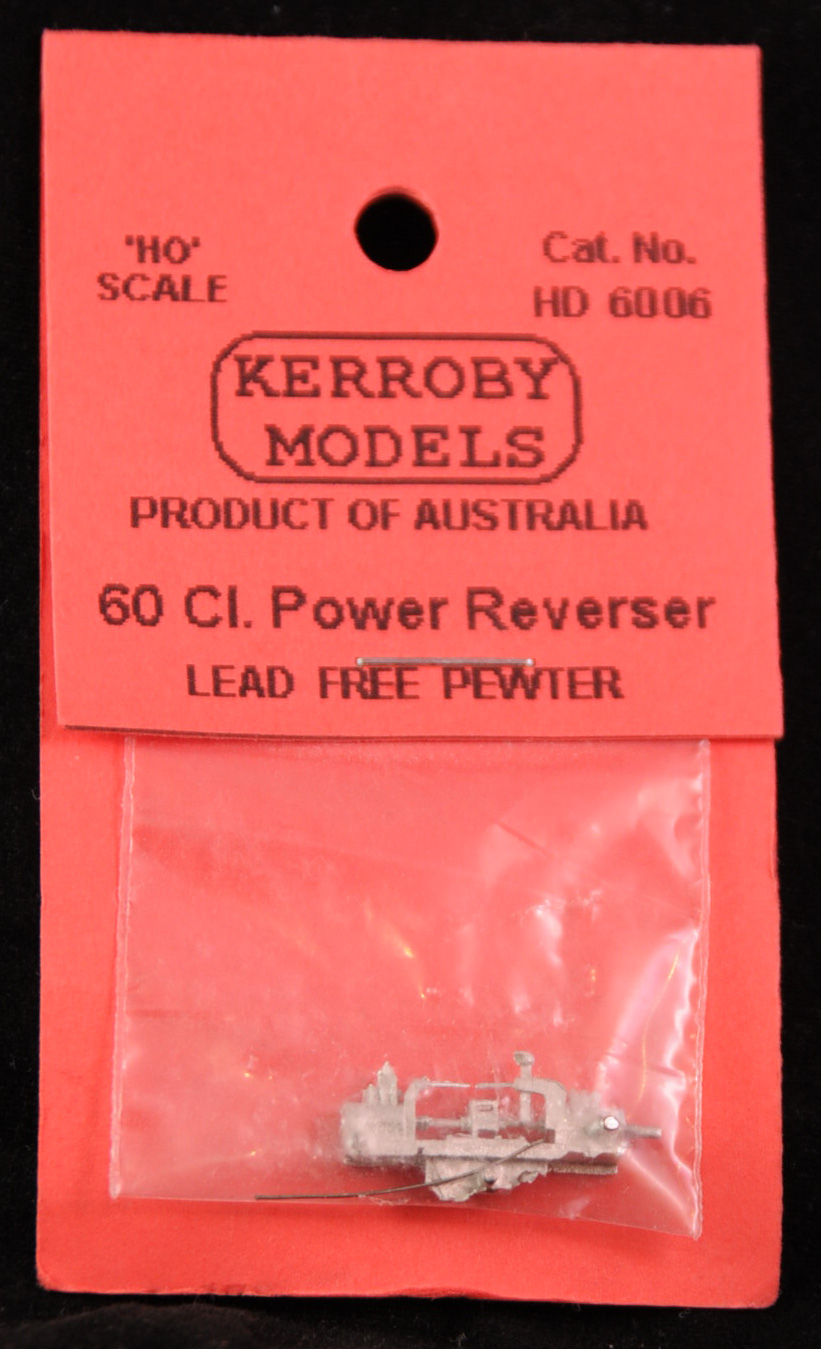 'HO'
SCALE
Cat. No.
HD 6006
KERROBY
MODELS
PRODUCT OF AUSTRALIA
60 Cl. Power Reverser
LEAD FREE PEWTER